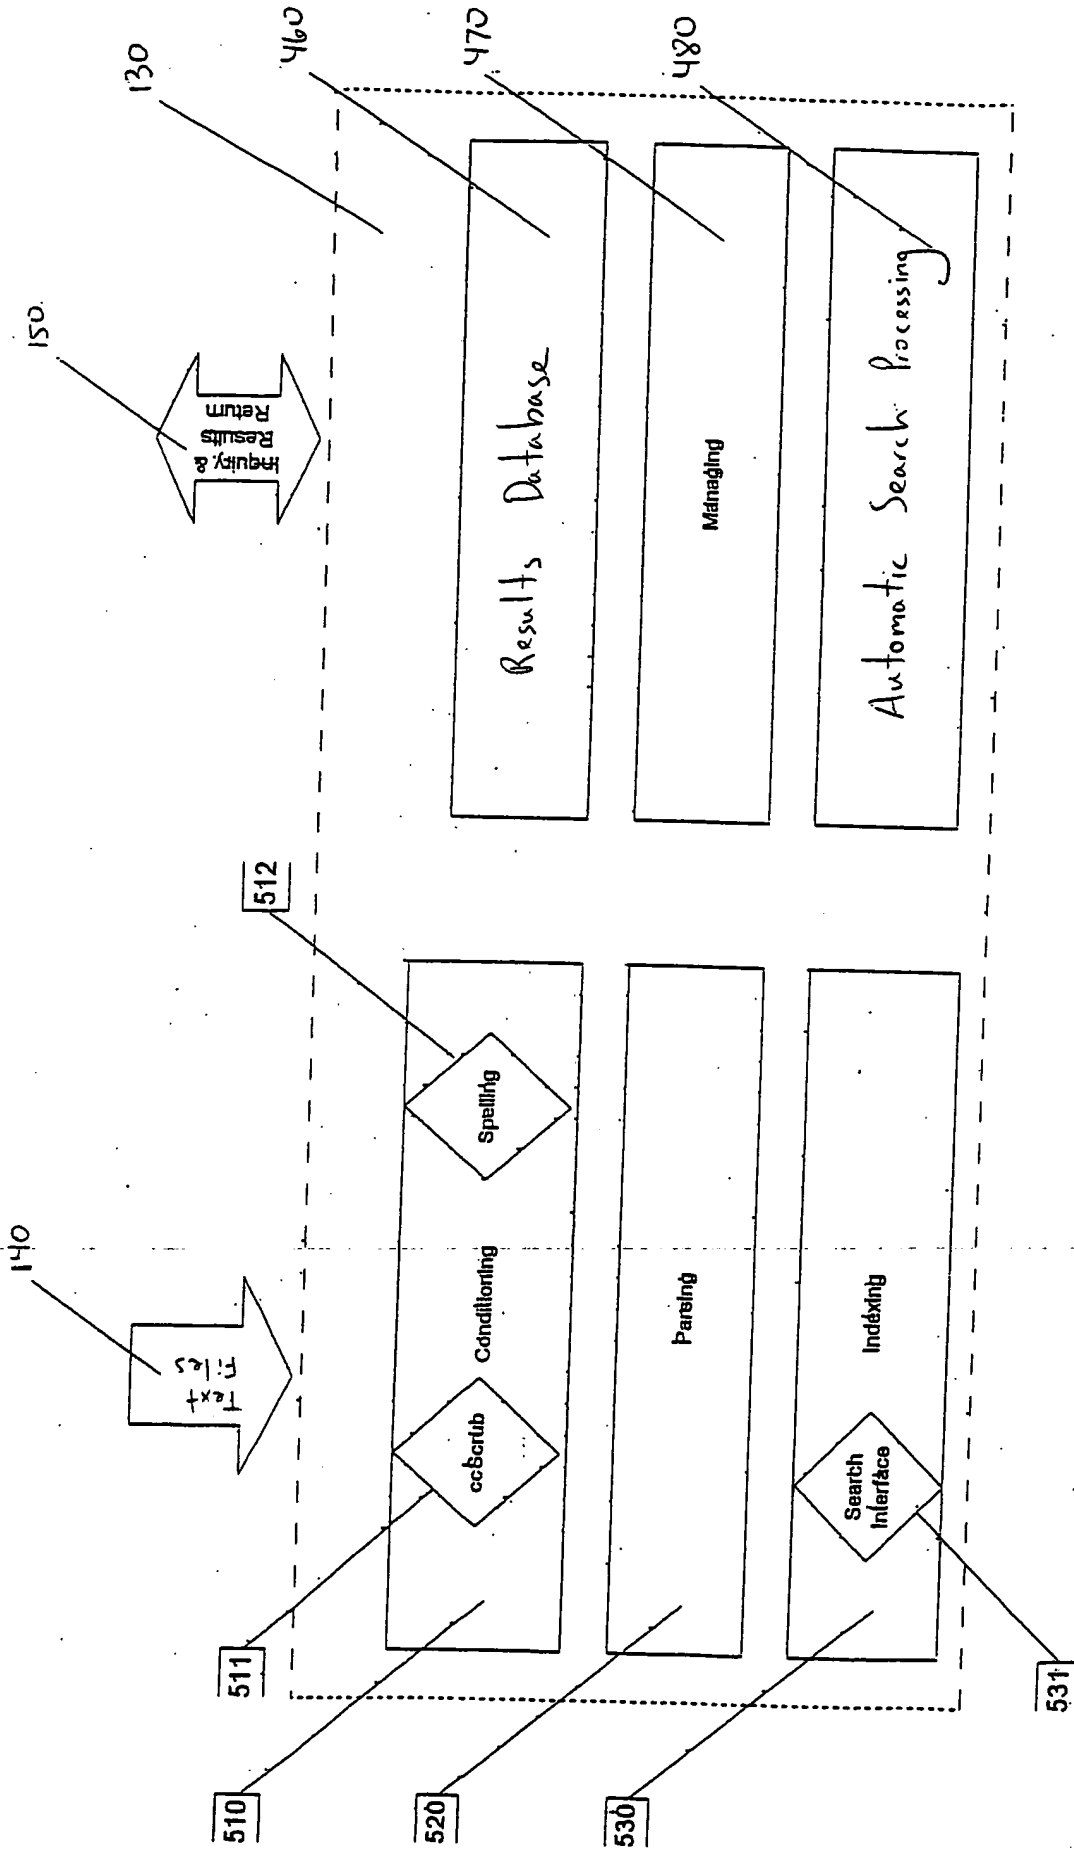 140
Text
Files
150
Inquiry, &
Results
Return
130
460
470
480
512
511
510
520
530
531
ccScrub
Conditioning
Spelling
Parsing
Search
Interface
Indexing
Results Database
Managing
Automatic Search Processing